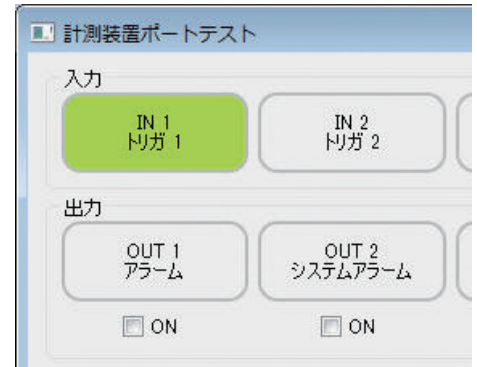 計測装置ポートテスト
入力
IN 1
トリガ 1
IN 2
トリガ 2
出力
OUT 1
アラーム
OUT 2
システムアラーム
ON
ON